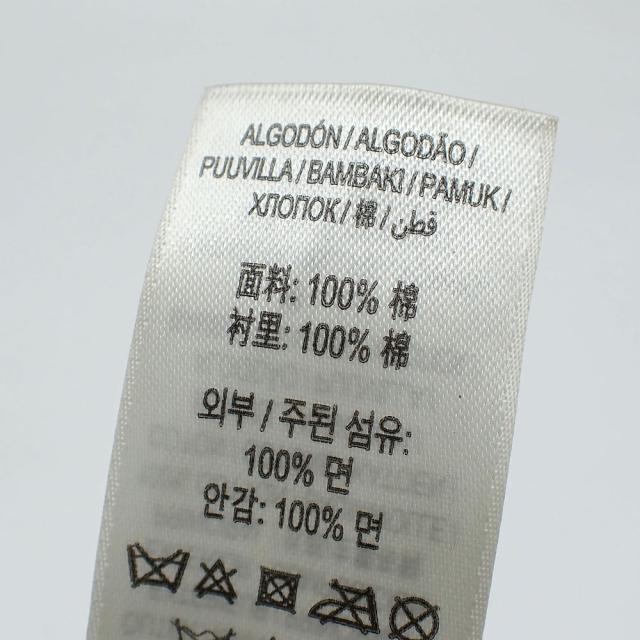 ALGODÓN / ALGODÃO /
PUUVILLA / BAMBAKI / PAMUK /
ХЛОПОК / 棉 / قطن
面料: 100% 棉
衬里: 100% 棉
외부 / 주된 섬유:
100% 면
안감: 100% 면